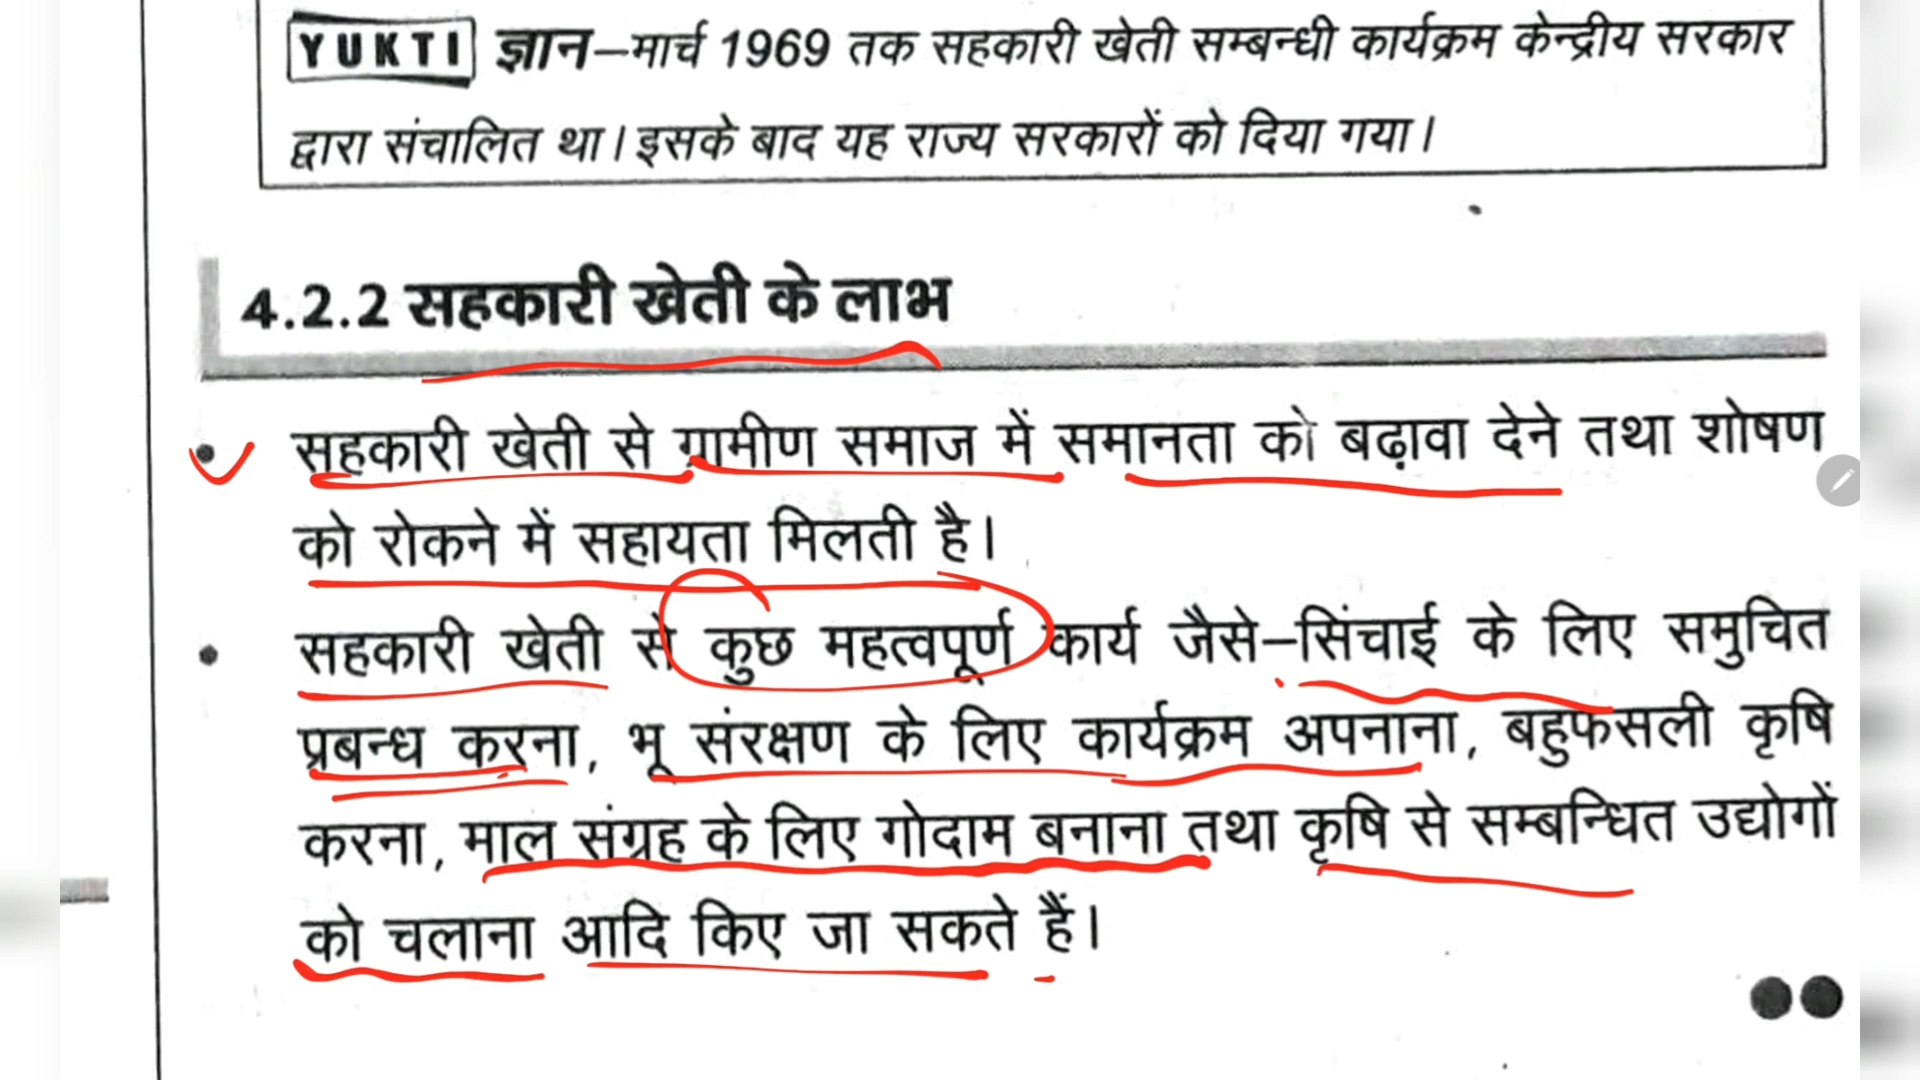 YUKTI ज्ञान–मार्च 1969 तक सहकारी खेती सम्बन्धी कार्यक्रम केन्द्रीय सरकार
द्वारा संचालित था। इसके बाद यह राज्य सरकारों को दिया गया।
4.2.2 सहकारी खेती के लाभ
• सहकारी खेती से ग्रामीण समाज में समानता को बढ़ावा देने तथा शोषण
को रोकने में सहायता मिलती है।
• सहकारी खेती से कुछ महत्वपूर्ण कार्य जैसे–सिंचाई के लिए समुचित
प्रबन्ध करना, भू संरक्षण के लिए कार्यक्रम अपनाना, बहुफसली कृषि
करना, माल संग्रह के लिए गोदाम बनाना तथा कृषि से सम्बन्धित उद्योगों
को चलाना आदि किए जा सकते हैं।